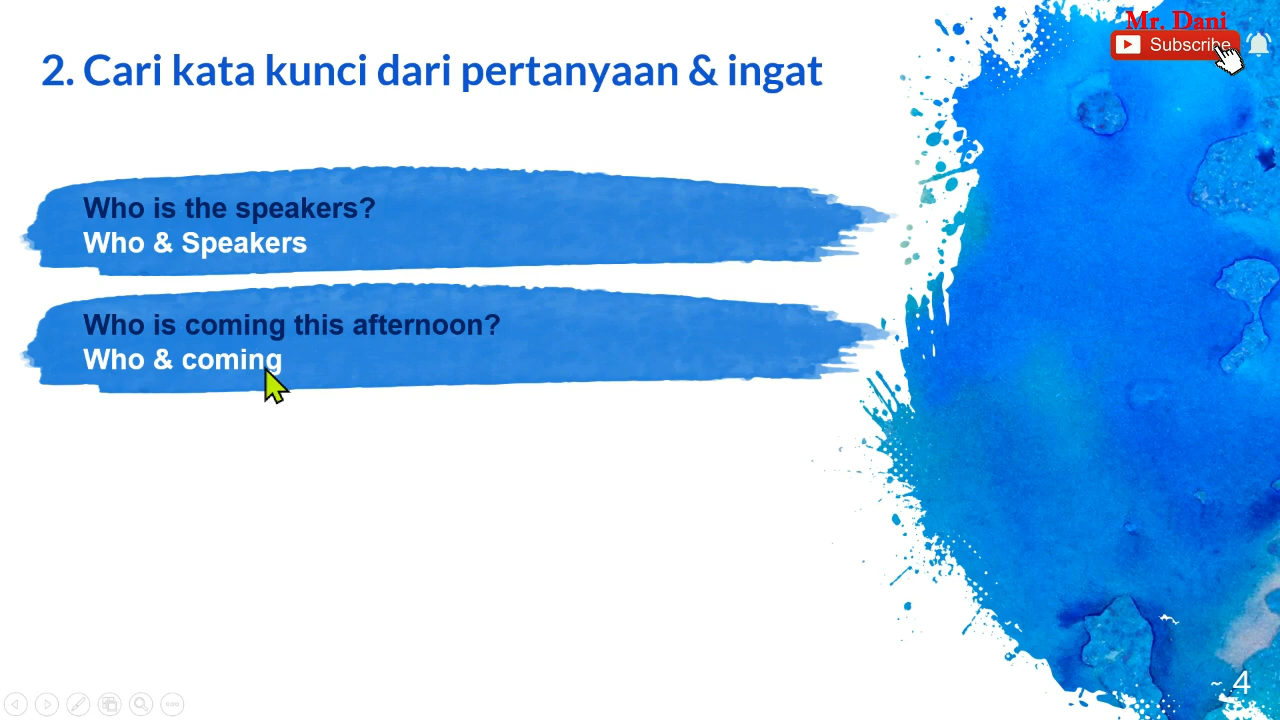 Mr. Dani
Subscribe
2. Cari kata kunci dari pertanyaan & ingat
Who is the speakers?
Who & Speakers
Who is coming this afternoon?
Who & coming
4